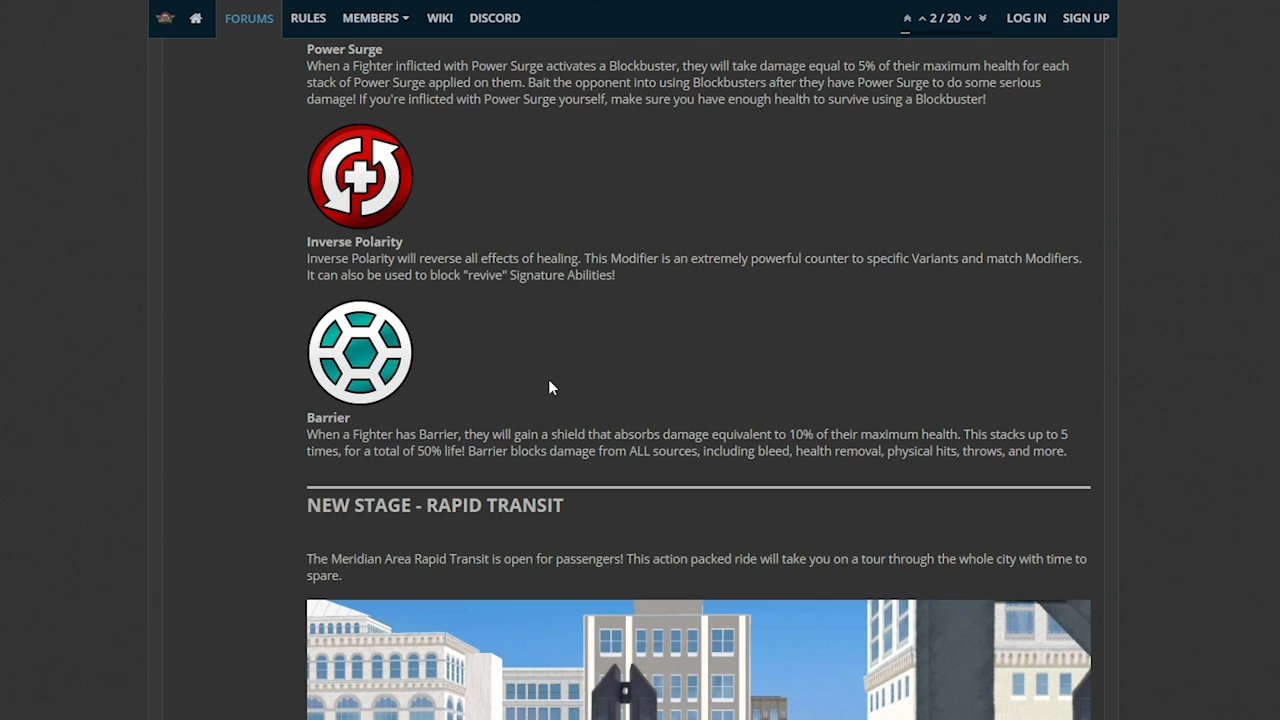 FORUMS RULES MEMBERS WIKI DISCORD 2 / 20 LOG IN SIGN UP
Power Surge
When a Fighter inflicted with Power Surge activates a Blockbuster, they will take damage equal to 5% of their maximum health for each
stack of Power Surge applied on them. Bait the opponent into using Blockbusters after they have Power Surge to do some serious
damage! If you're inflicted with Power Surge yourself, make sure you have enough health to survive using a Blockbuster!
Inverse Polarity
Inverse Polarity will reverse all effects of healing. This Modifier is an extremely powerful counter to specific Variants and match Modifiers.
It can also be used to block "revive" Signature Abilities!
Barrier
When a Fighter has Barrier, they will gain a shield that absorbs damage equivalent to 10% of their maximum health. This stacks up to 5
times, for a total of 50% life! Barrier blocks damage from ALL sources, including bleed, health removal, physical hits, throws, and more.
NEW STAGE - RAPID TRANSIT
The Meridian Area Rapid Transit is open for passengers! This action packed ride will take you on a tour through the whole city with time to
spare.